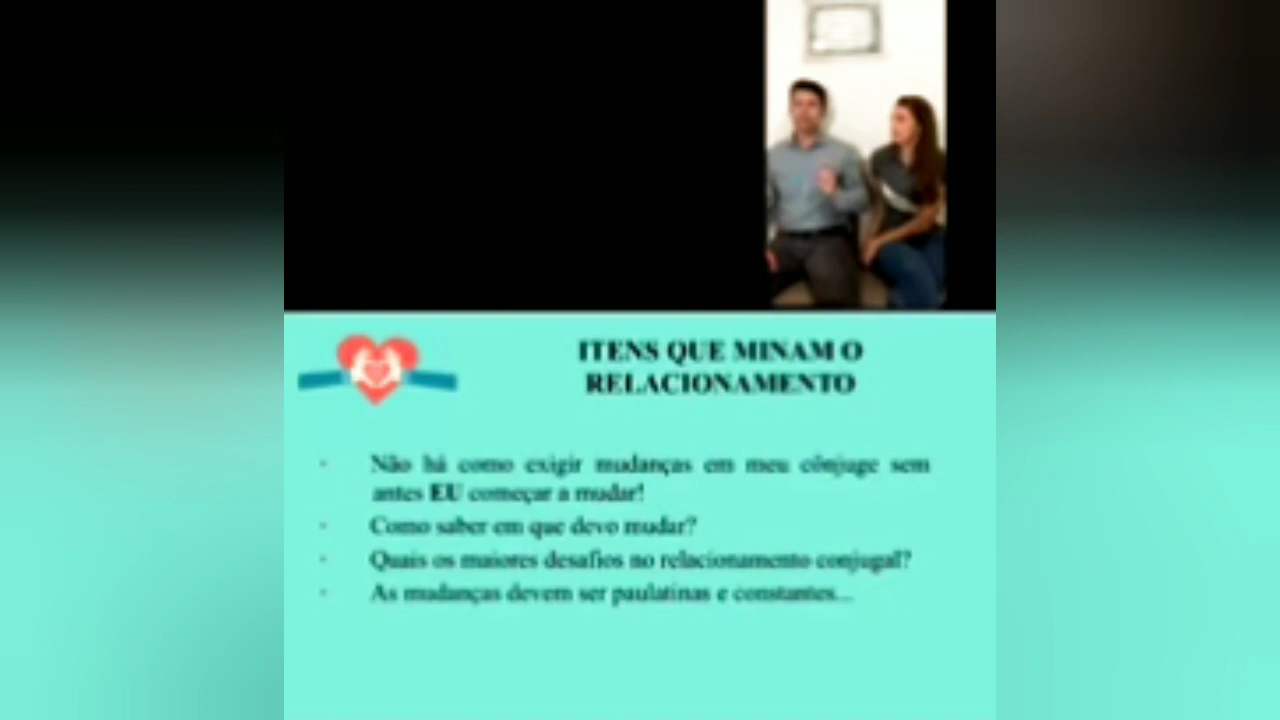 ITENS QUE MINAM O
RELACIONAMENTO
· Não há como exigir mudanças em meu cônjuge sem
antes EU começar a mudar!
· Como saber em que devo mudar?
· Quais os maiores desafios no relacionamento conjugal?
· As mudanças devem ser paulatinas e constantes...